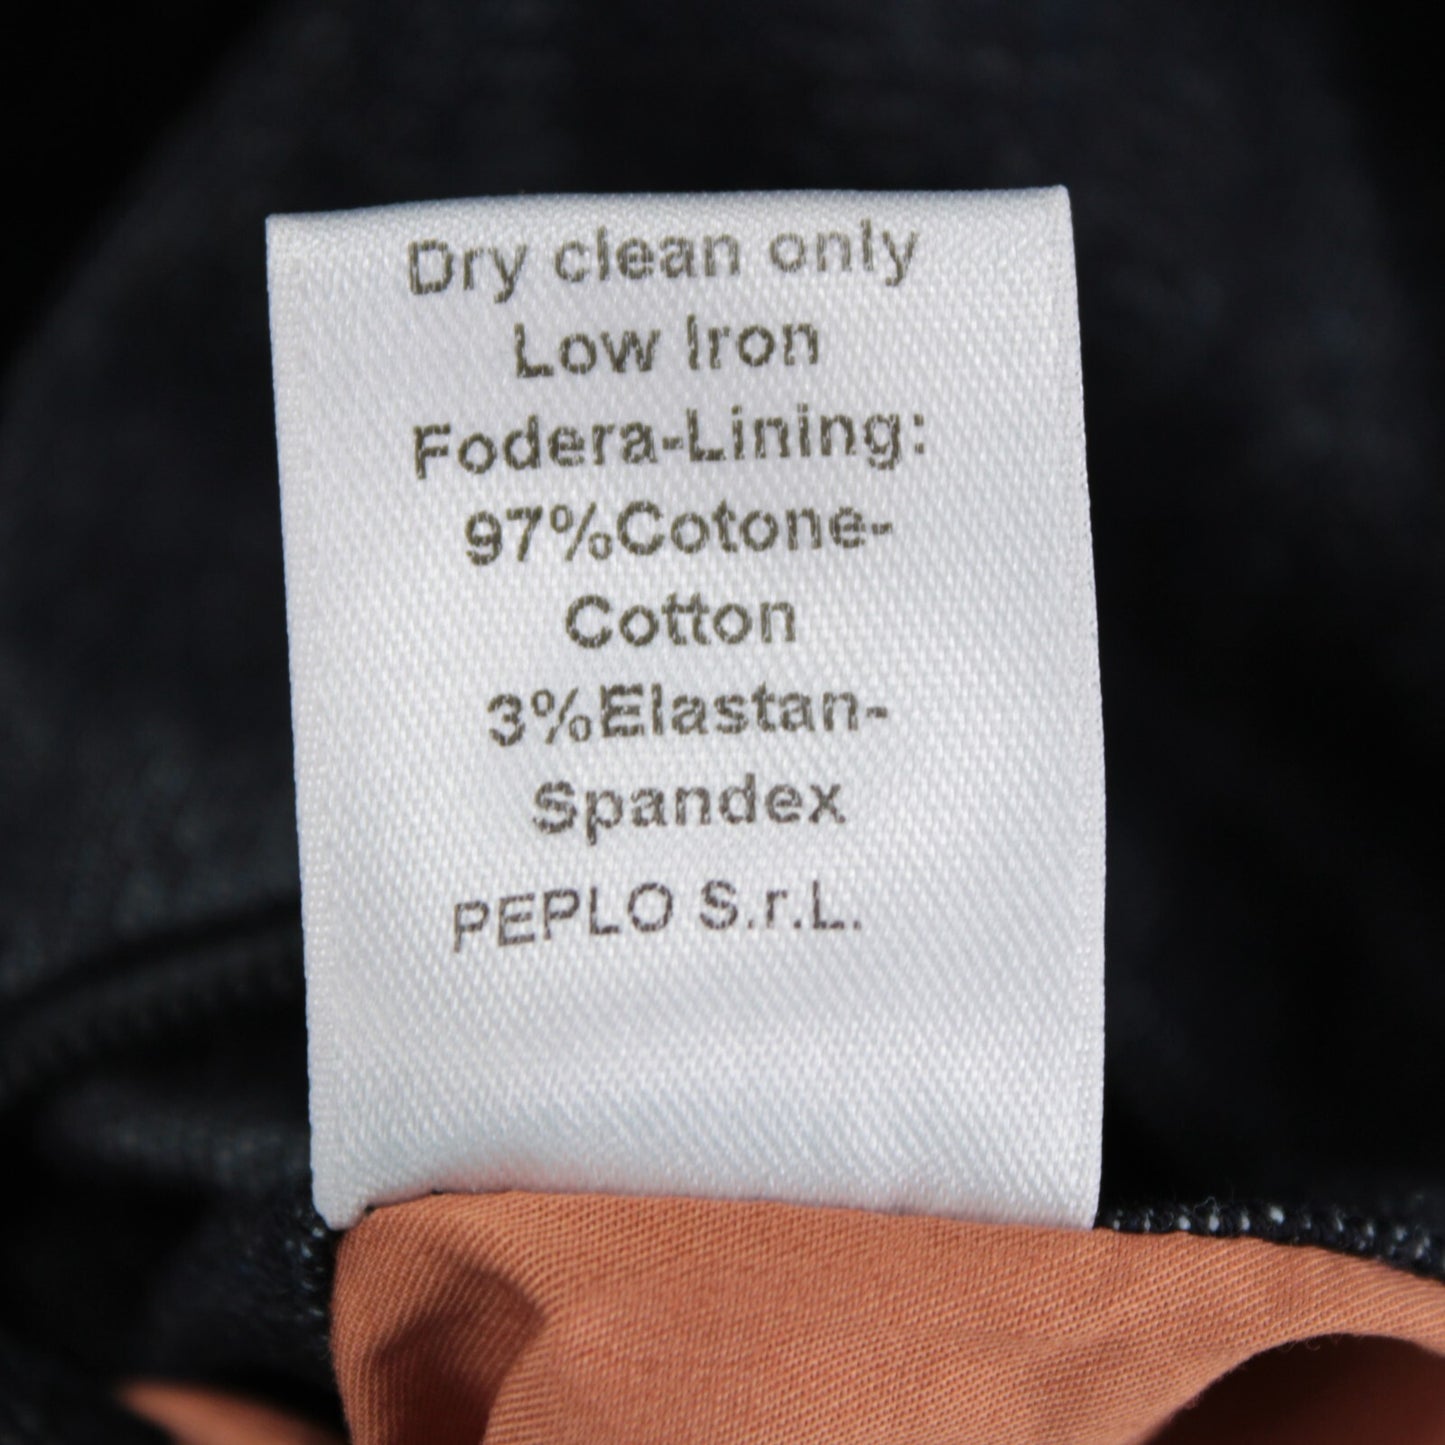 Dry clean only
Low Iron
Fodera-Lining:
97%Cotone-
Cotton
3%Elastan-
Spandex
PEPLO S.r.L.